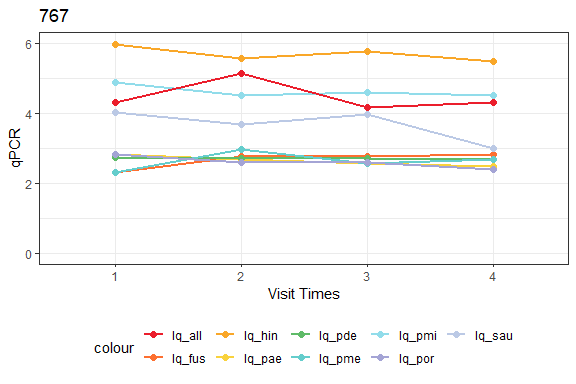 767
6
4
2
0
qPCR
1 2 3 4
Visit Times
colour
lq_all lq_hin lq_pde lq_pmi lq_sau
lq_fus lq_pae lq_pme lq_por